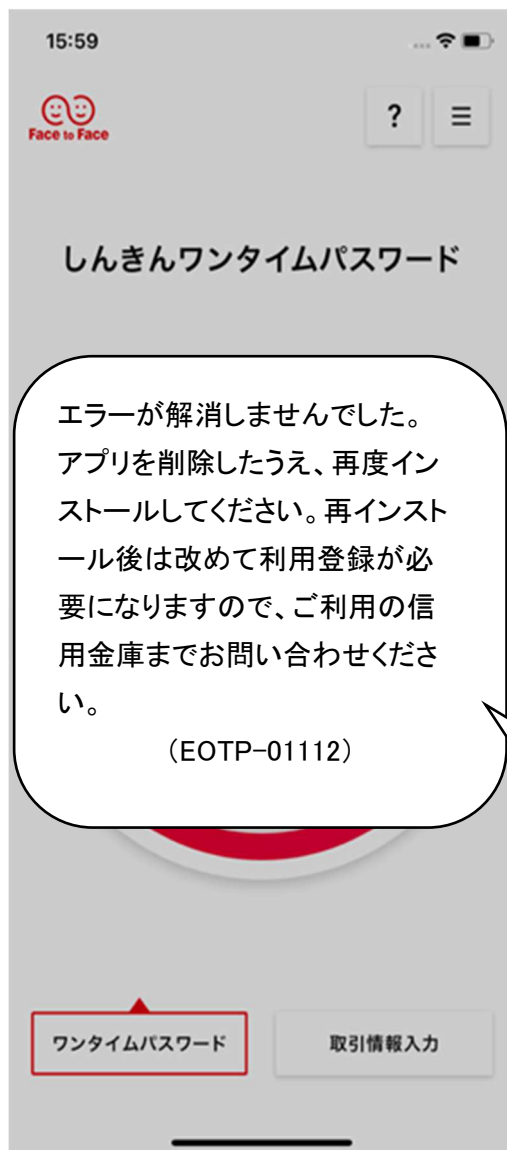 15:59
Face to Face
?
しんきんワンタイムパスワード
エラーが解消しませんでした。
アプリを削除したうえ、再度イン
ストールしてください。再インスト
ール後は改めて利用登録が必
要になりますので、ご利用の信
用金庫までお問い合わせくださ
い。
（EOTP-01112）
ワンタイムパスワード
取引情報入力